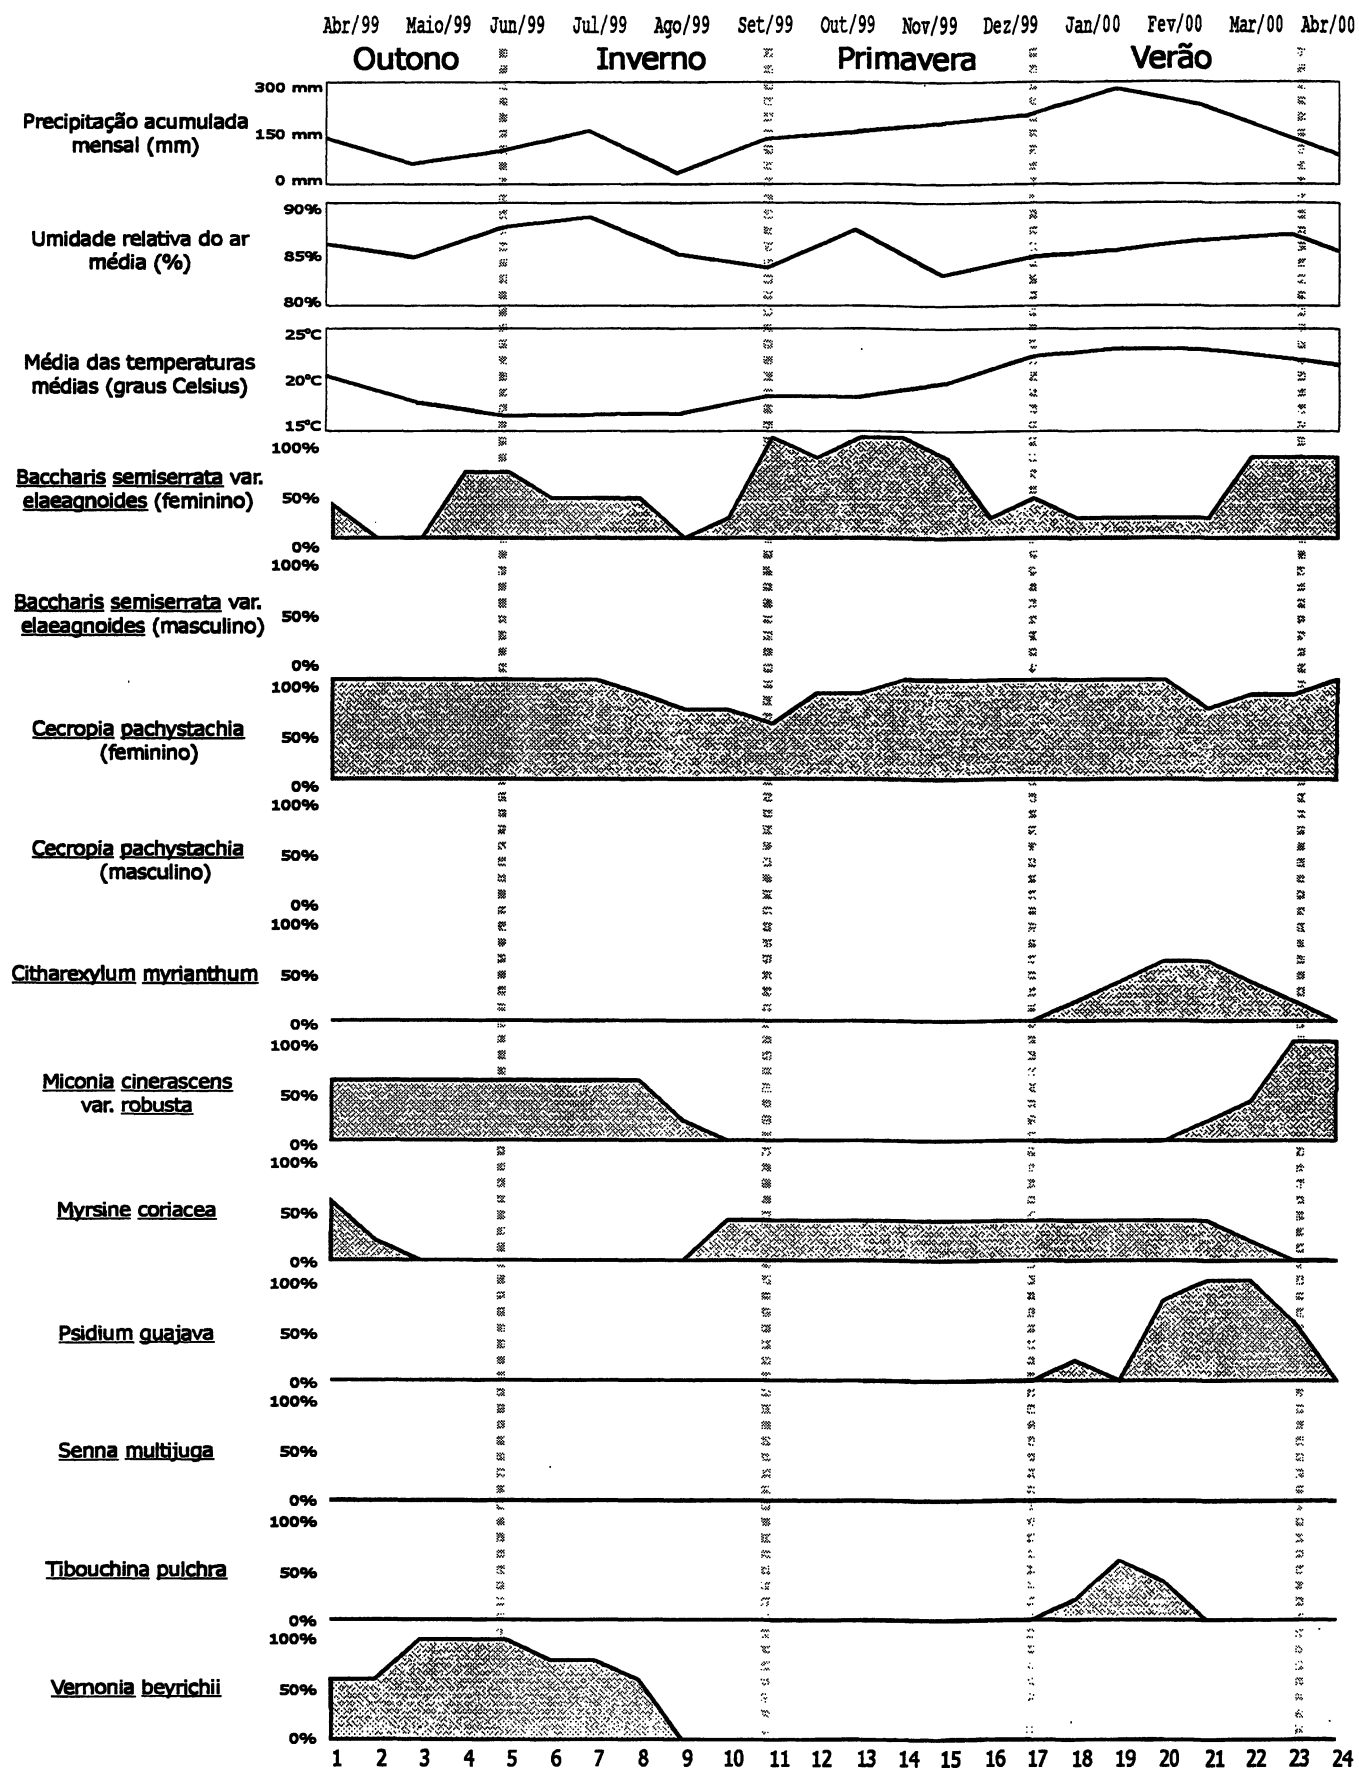 Abr/99 Maio/99 Jun/99 Jul/99 Ago/99 Set/99 Out/99 Nov/99 Dez/99 Jan/00 Fev/00 Mar/00 Abr/00
Outono Inverno Primavera Verão
300 mm
Precipitação acumulada
150 mm
mensal (mm)
0 mm
90%
Umidade relativa do ar
85%
média (%)
80%
25°C
Média das temperaturas
20°C
médias (graus Celsius)
15°C
100%
Baccharis semiserrata var.
50%
elaeagnoides (feminino)
0%
100%
Baccharis semiserrata var.
50%
elaeagnoides (masculino)
0%
100%
Cecropia pachystachia
50%
(feminino)
0%
100%
Cecropia pachystachia
50%
(masculino)
0%
100%
Citharexylum myrianthum
50%
0%
100%
Miconia cinerascens
50%
var. robusta
0%
100%
Myrsine coriacea
50%
0%
100%
Psidium guajava
50%
0%
100%
Senna multijuga
50%
0%
100%
Tibouchina pulchra
50%
0%
100%
Vernonia beyrichii
50%
0%
1 2 3 4 5 6 7 8 9 10 11 12 13 14 15 16 17 18 19 20 21 22 23 24